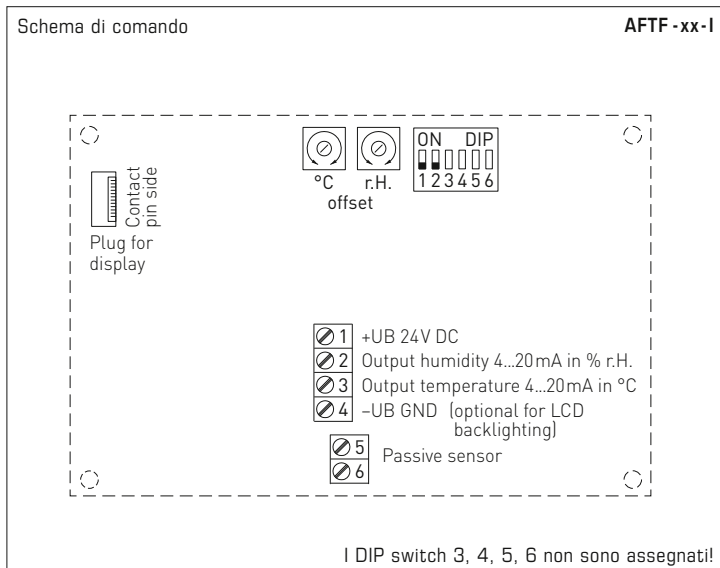 Schema di comando
AFTF-xx-I
ON DIP
1 2 3 4 5 6
°C r.H.
offset
Contact
pin side
Plug for
display
1 +UB 24V DC
2 Output humidity 4...20mA in % r.H.
3 Output temperature 4...20mA in °C
4 –UB GND (optional for LCD
backlighting)
5
Passive sensor
6
I DIP switch 3, 4, 5, 6 non sono assegnati!